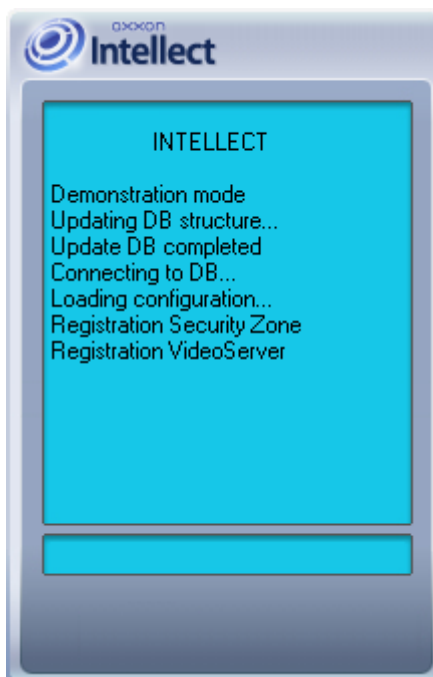 axxon
Intellect
INTELLECT
Demonstration mode
Updating DB structure...
Update DB completed
Connecting to DB...
Loading configuration...
Registration Security Zone
Registration VideoServer